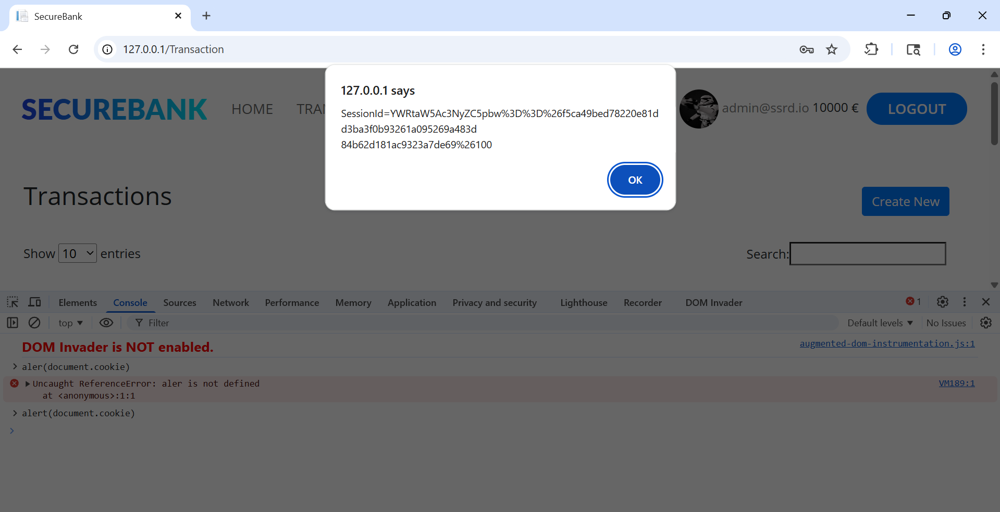 SecureBank
127.0.0.1/Transaction
127.0.0.1 says
SessionId=YWRtaW5Ac3NyZC5pbw%3D%3D%26f5ca49bed78220e81d
d3ba3f0b93261a095269a483d
84b62d181ac9323a7de69%26100
OK
SECUREBANK HOME TRAN admin@ssrd.io 10000 € LOGOUT
Transactions Create New
Show 10 entries Search:
Elements Console Sources Network Performance Memory Application Privacy and security Lighthouse Recorder DOM Invader 1
top Filter Default levels No Issues
DOM Invader is NOT enabled. augmented-dom-instrumentation.js:1
aler(document.cookie)
Uncaught ReferenceError: aler is not defined VM189:1
at <anonymous>:1:1
alert(document.cookie)